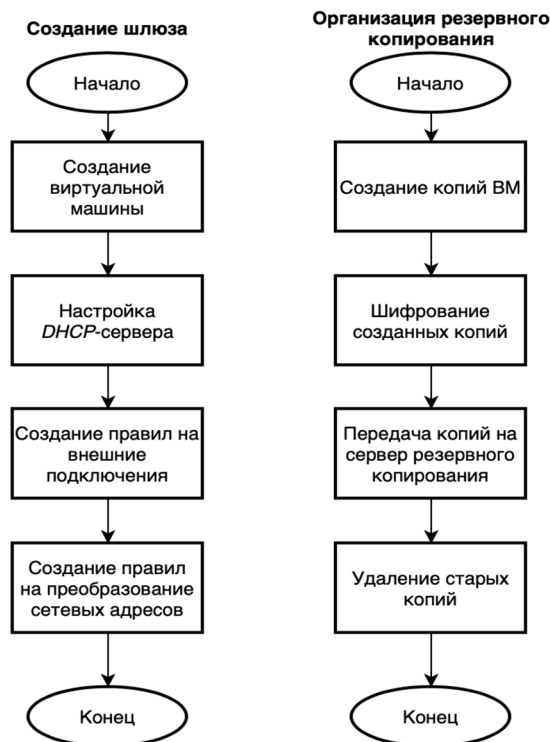 Создание шлюза
Начало
Создание
виртуальной
машины
Настройка
DHCP-сервера
Создание правил на
внешние
подключения
Создание правил
на преобразование
сетевых адресов
Конец
Организация резервного
копирования
Начало
Создание копий ВМ
Шифрование
созданных копий
Передача копий на
сервер резервного
копирования
Удаление старых
копий
Конец